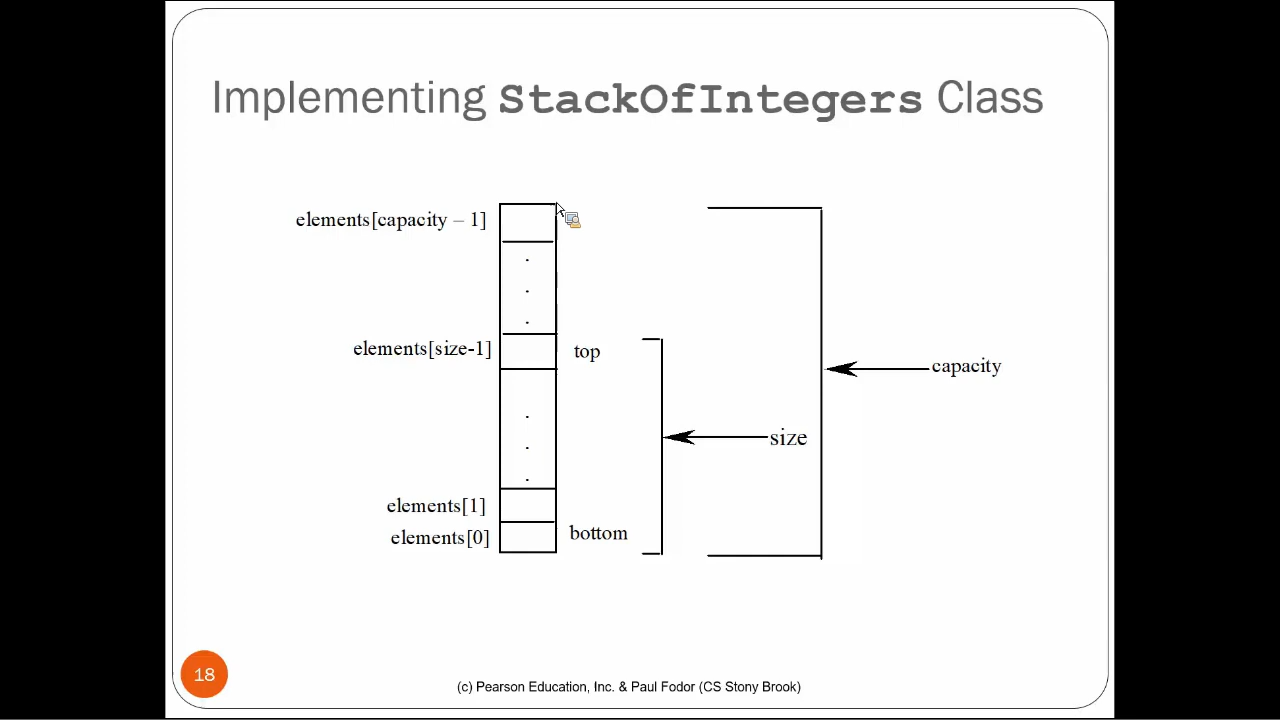 Implementing StackOfIntegers Class
elements[capacity – 1]
elements[size-1]
top
capacity
size
elements[1]
elements[0]
bottom
18
(c) Pearson Education, Inc. & Paul Fodor (CS Stony Brook)